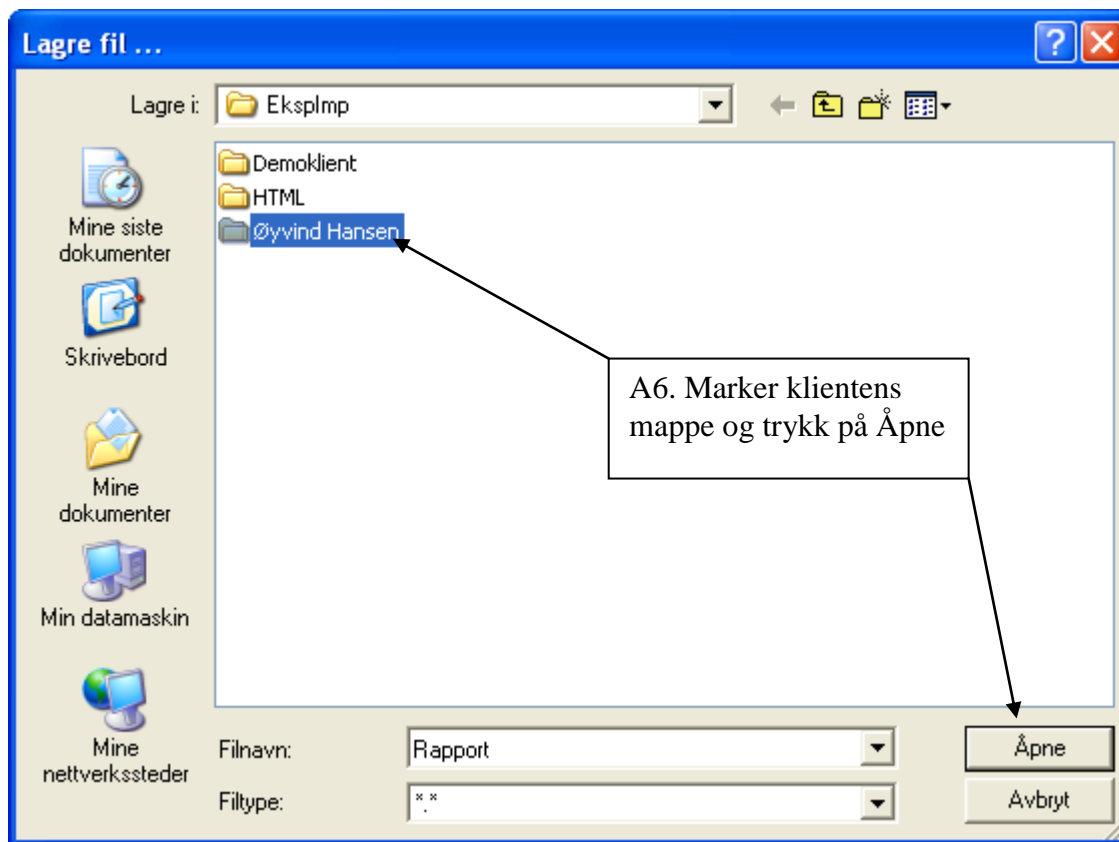 Lagre fil ...
Lagre i:
EkspImp
Demoklient
HTML
Øyvind Hansen
Mine siste
dokumenter
Skrivebord
Mine
dokumenter
Min datamaskin
Mine
nettverkssteder
A6. Marker klientens
mappe og trykk på Åpne
Filnavn:
Rapport
Åpne
Filtype:
*.*
Avbryt